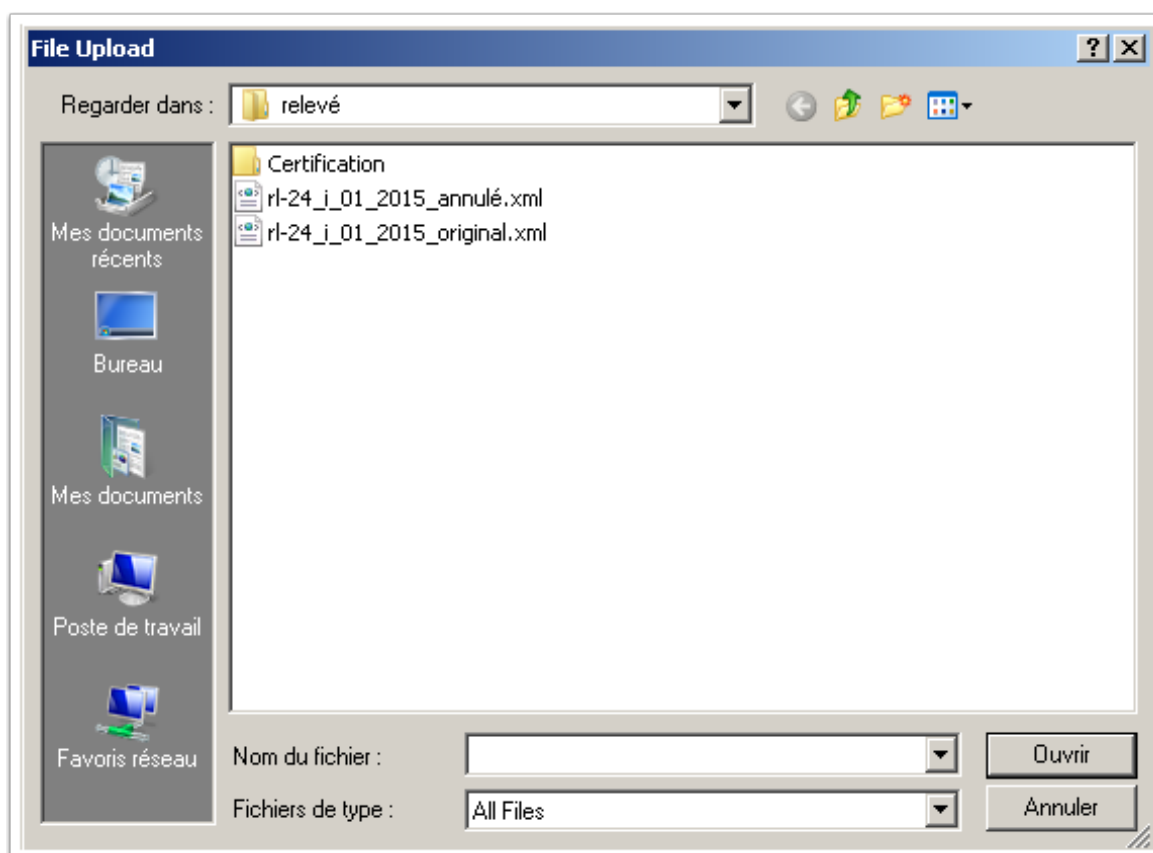 File Upload
Regarder dans :
relevé
Mes documents
récents
Bureau
Mes documents
Poste de travail
Favoris réseau
Certification
rl-24_i_01_2015_annulé.xml
rl-24_i_01_2015_original.xml
Nom du fichier :
Ouvrir
Fichiers de type :
All Files
Annuler